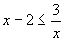 x − 2 ≤ 3/x